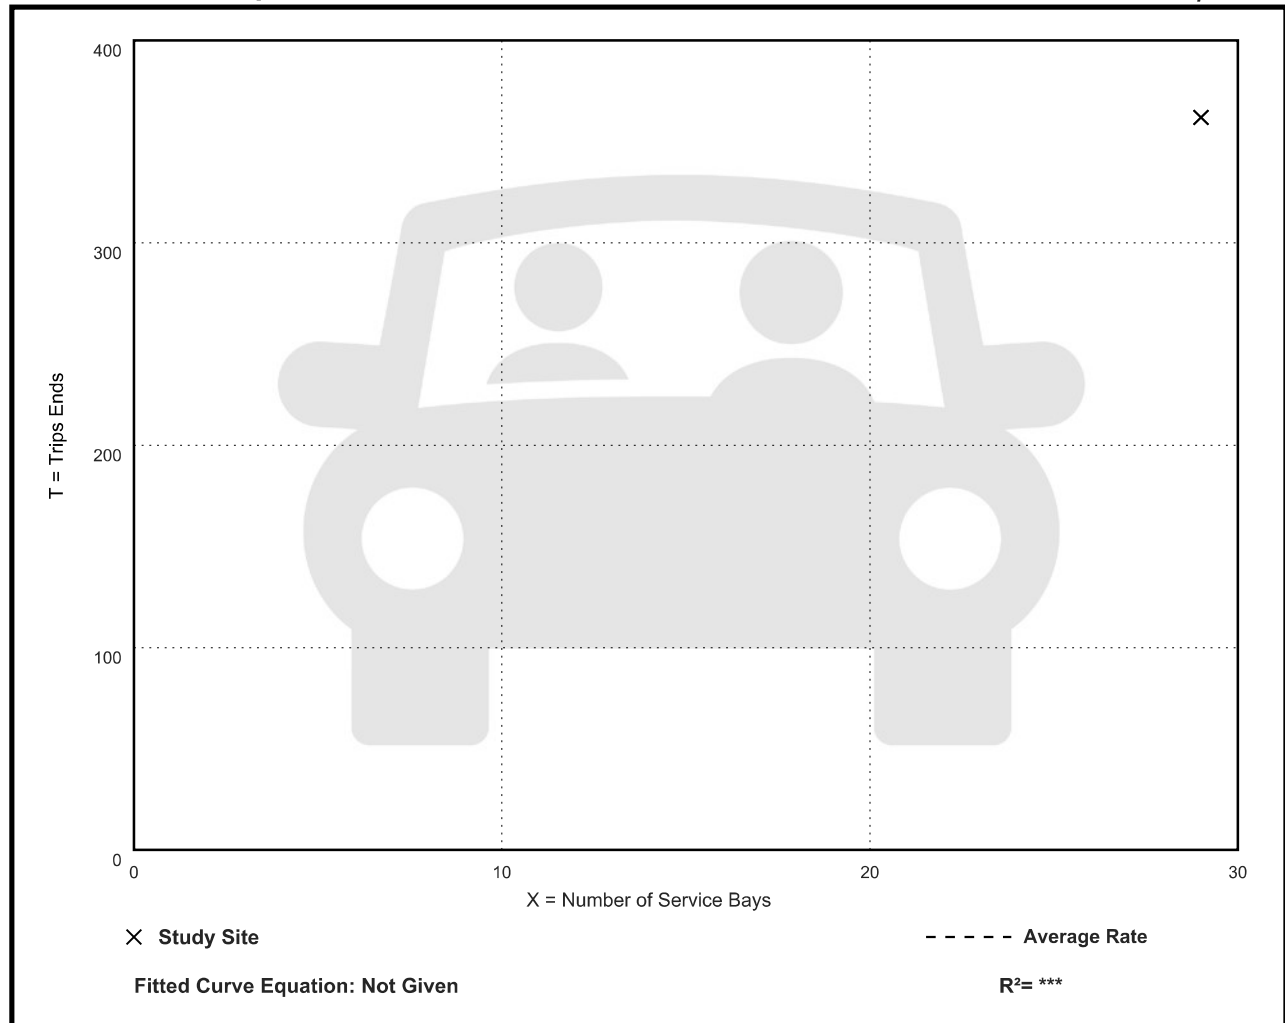 400
300
200
100
0
T = Trips Ends
0 10 20 30
X = Number of Service Bays
Study Site
Average Rate
Fitted Curve Equation: Not Given
R²= ***